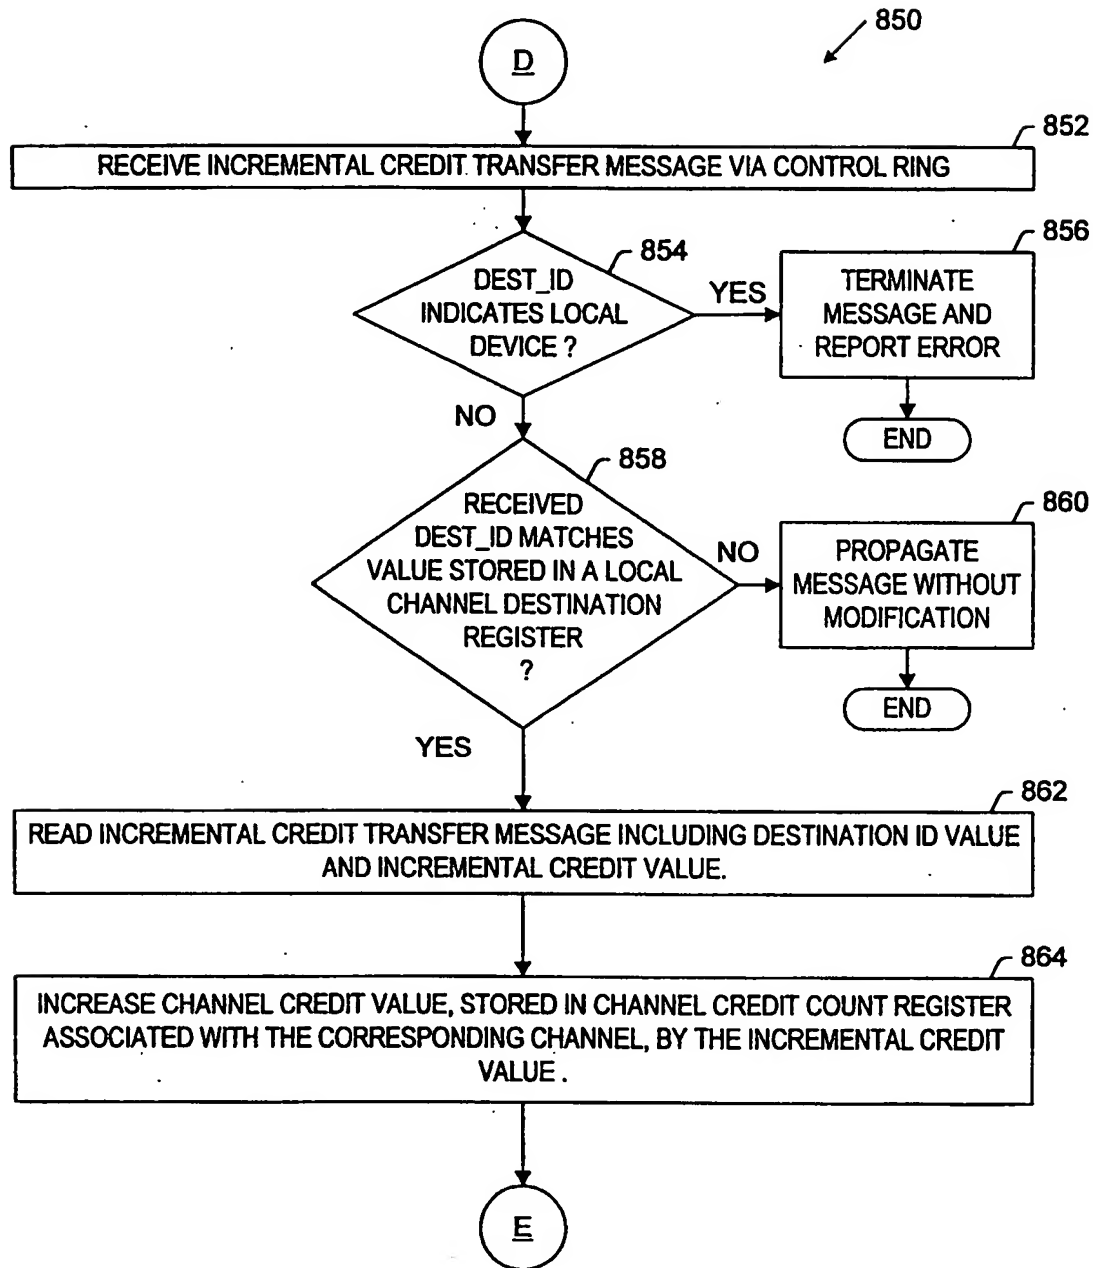 850
D
852
RECEIVE INCREMENTAL CREDIT TRANSFER MESSAGE VIA CONTROL RING
854
DEST_ID
INDICATES LOCAL
DEVICE ?
YES
856
TERMINATE
MESSAGE AND
REPORT ERROR
END
NO
858
RECEIVED
DEST_ID MATCHES
VALUE STORED IN A LOCAL
CHANNEL DESTINATION
REGISTER
?
NO
860
PROPAGATE
MESSAGE WITHOUT
MODIFICATION
END
YES
862
READ INCREMENTAL CREDIT TRANSFER MESSAGE INCLUDING DESTINATION ID VALUE
AND INCREMENTAL CREDIT VALUE.
864
INCREASE CHANNEL CREDIT VALUE, STORED IN CHANNEL CREDIT COUNT REGISTER
ASSOCIATED WITH THE CORRESPONDING CHANNEL, BY THE INCREMENTAL CREDIT
VALUE .
E